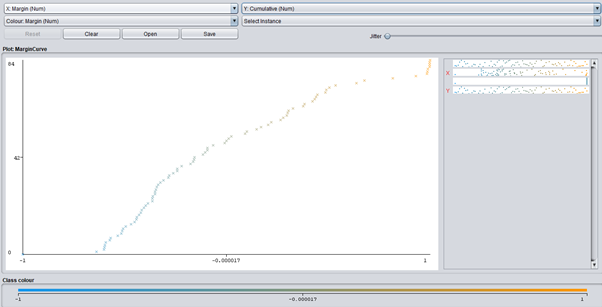 X: Margin (Num)
Y: Cumulative (Num)
Colour: Margin (Num)
Select Instance
Reset
Clear
Open
Save
Jitter
Plot: MarginCurve
84
42
0
-1
-0.000017
1
X
Y
Class colour
-1
-0.000017
1